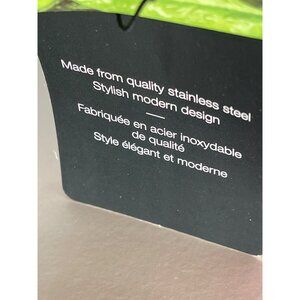 Made from quality stainless steel
Stylish modern design
Fabriquée en acier inoxydable
de qualité
Style élégant et moderne